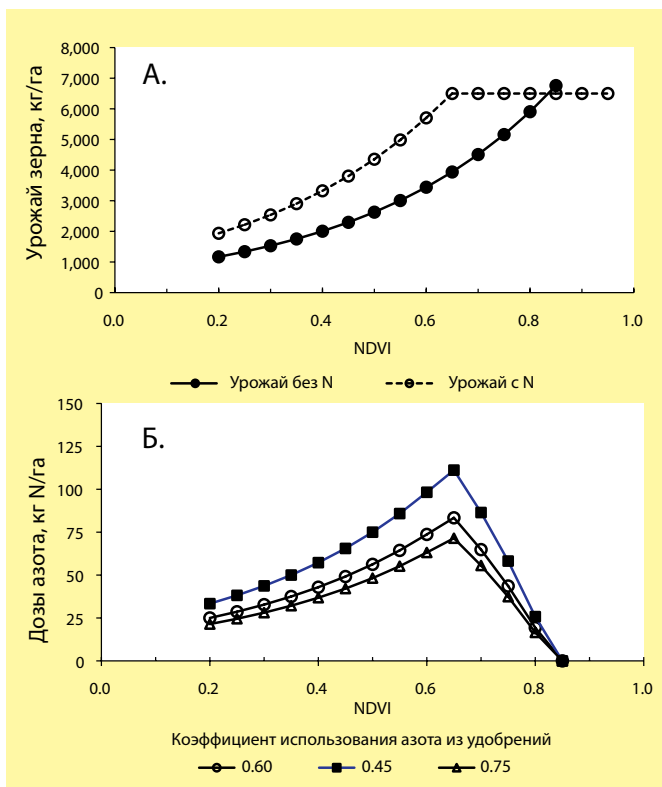 А.
Урожай зерна, кг/га
8,000
7,000
6,000
5,000
4,000
3,000
2,000
1,000
0
0.0 0.2 0.4 0.6 0.8 1.0
NDVI
Урожай без N Урожай с N
Б.
Дозы азота, кг N/га
150
125
100
75
50
25
0
0.0 0.2 0.4 0.6 0.8 1.0
NDVI
Коэффициент использования азота из удобрений
0.60 0.45 0.75